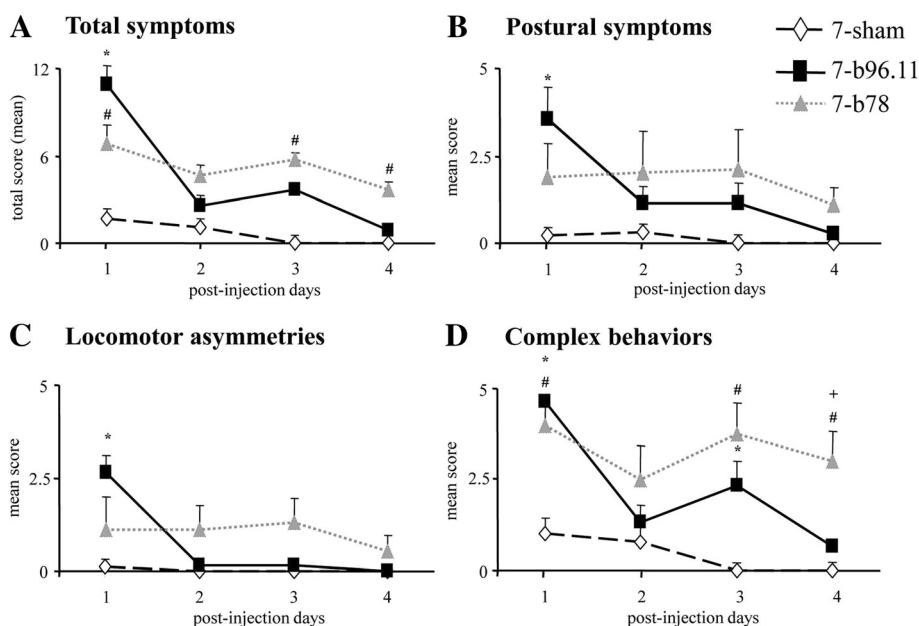 A Total symptoms
12
6
0
total score (mean)
*
#
#
#
1 2 3 4
post-injection days
B Postural symptoms
5
2.5
0
mean score
*
1 2 3 4
post-injection days
7-sham
7-b96.11
7-b78
C Locomotor asymmetries
5
2.5
0
mean score
*
1 2 3 4
post-injection days
D Complex behaviors
5
2.5
0
mean score
*
#
#
*
+
#
1 2 3 4
post-injection days